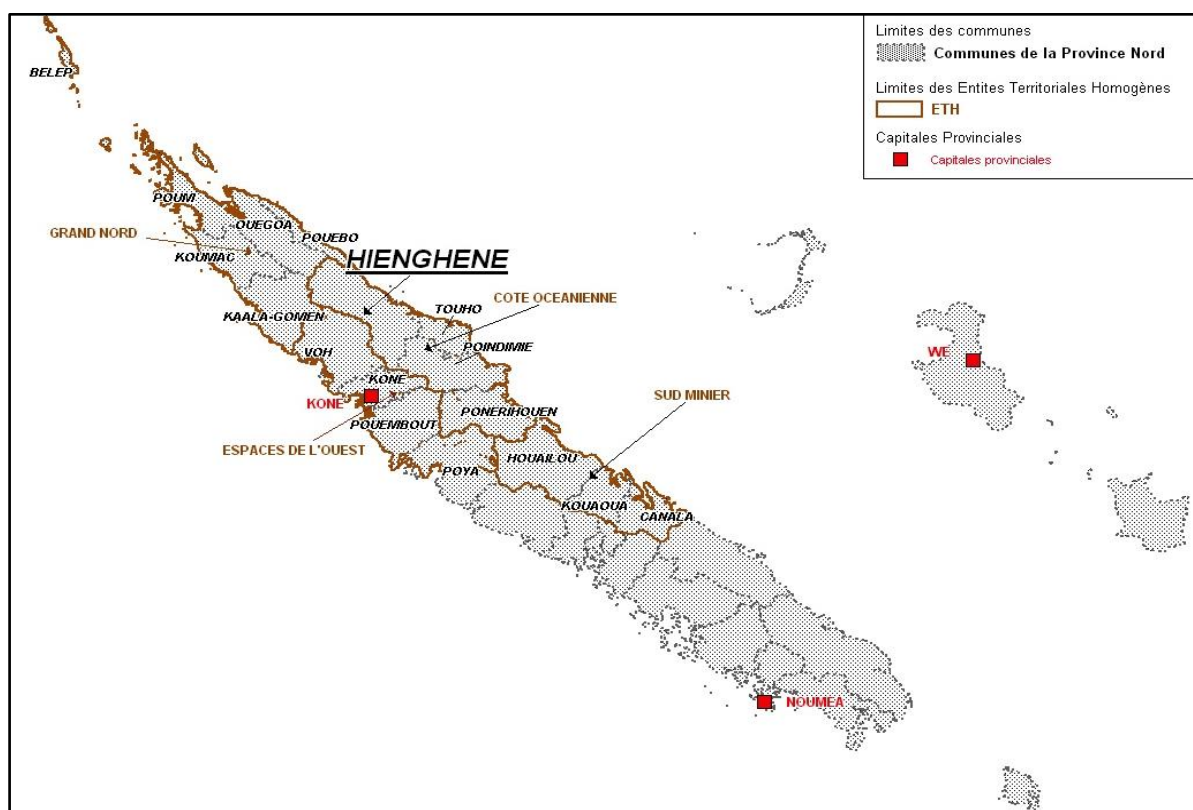 Limites des communes
Communes de la Province Nord
Limites des Entites Territoriales Homogènes
ETH
Capitales Provinciales
Capitales provinciales
BELEP
POUM
OUEGOA
GRAND NORD
POUEBO
KOUMAC
HIENGHENE
COTE OCEANIENNE
TOUHO
KAALA-GOMEN
POINDIMIE
VOH
WE
KONE
KONE
SUD MINIER
PONERIHOUEN
POUEMBOUT
ESPACES DE L'OUEST
HOUAILOU
POYA
KOUAOUA
CANALA
NOUMEA